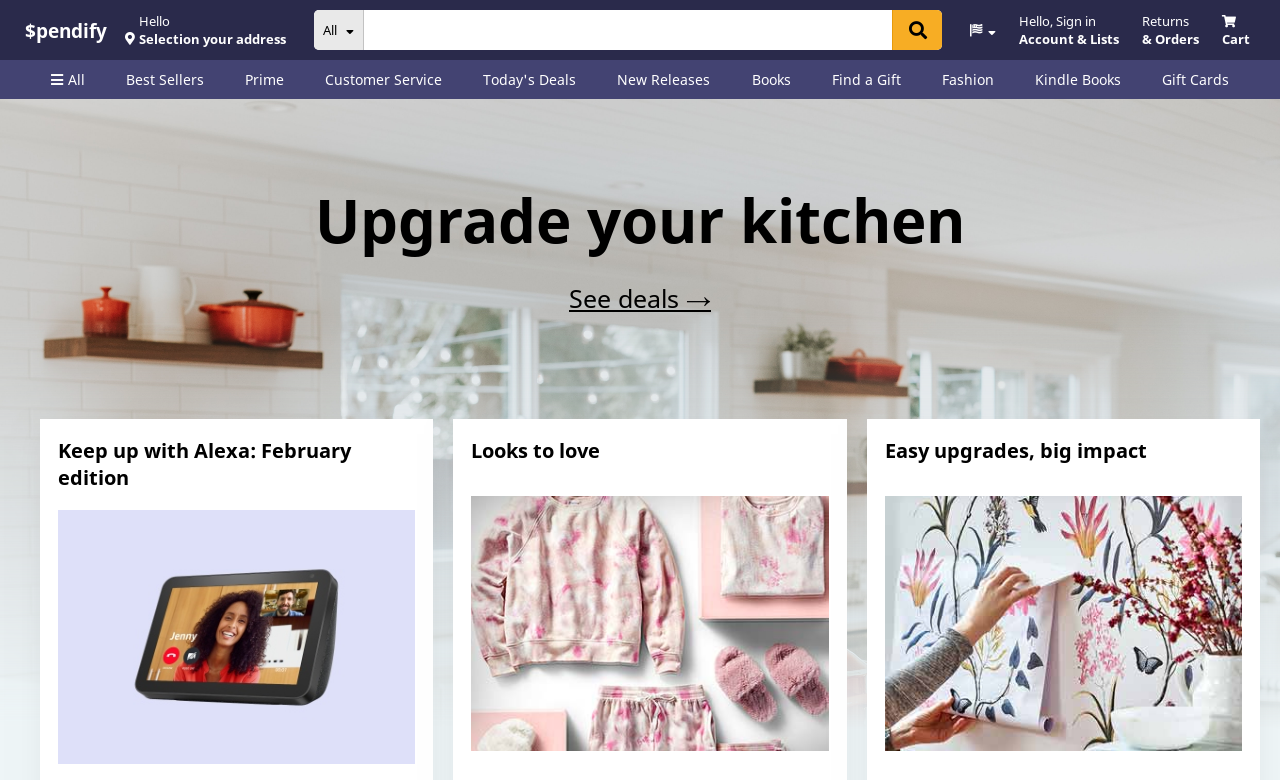 $pendify
Hello
Selection your address
All
Hello, Sign in
Account & Lists
Returns
& Orders
Cart
All
Best Sellers
Prime
Customer Service
Today's Deals
New Releases
Books
Find a Gift
Fashion
Kindle Books
Gift Cards
Upgrade your kitchen
See deals ⟶
Keep up with Alexa: February
edition
Looks to love
Easy upgrades, big impact
Jenny